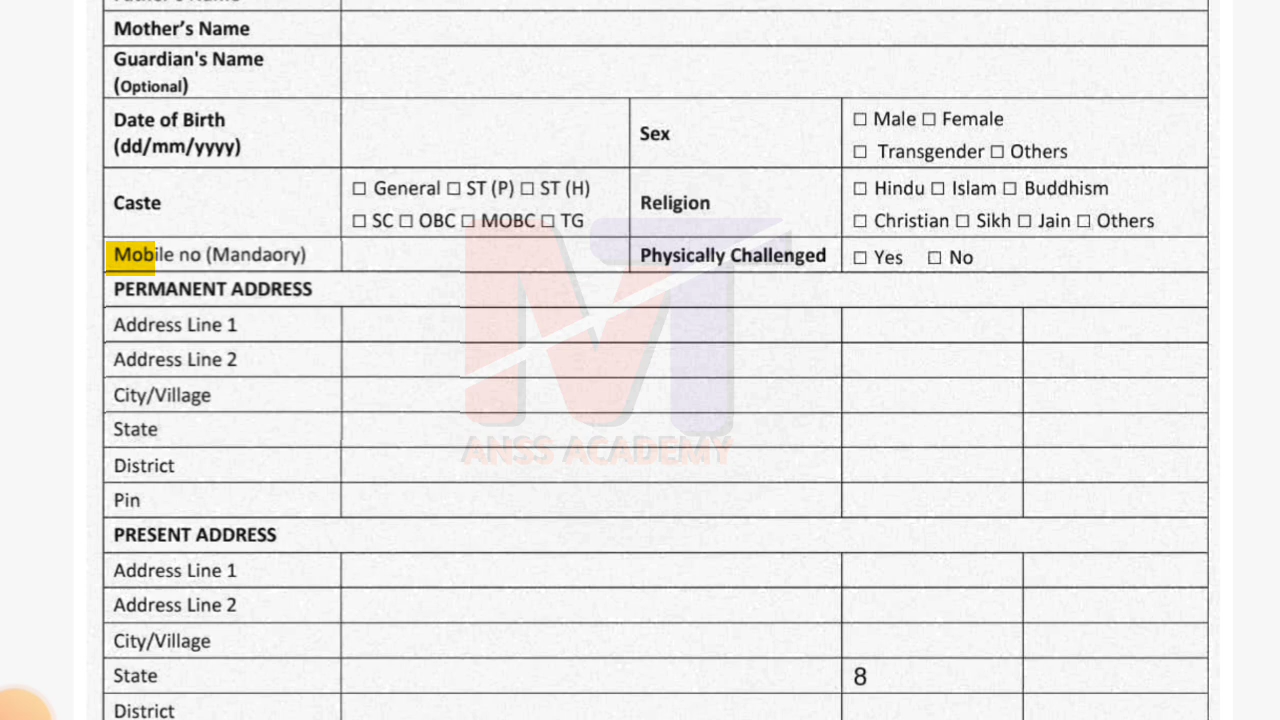 Father's Name
Mother's Name
Guardian's Name
(Optional)
Date of Birth
(dd/mm/yyyy)
Sex
☐ Male ☐ Female
☐ Transgender ☐ Others
Caste
☐ General ☐ ST (P) ☐ ST (H)
☐ SC ☐ OBC ☐ MOBC ☐ TG
Religion
☐ Hindu ☐ Islam ☐ Buddhism
☐ Christian ☐ Sikh ☐ Jain ☐ Others
Mobile no (Mandaory)
Physically Challenged
☐ Yes ☐ No
PERMANENT ADDRESS
Address Line 1
Address Line 2
City/Village
State
District
Pin
MT
ANSS ACADEMY
PRESENT ADDRESS
Address Line 1
Address Line 2
City/Village
State
8
District